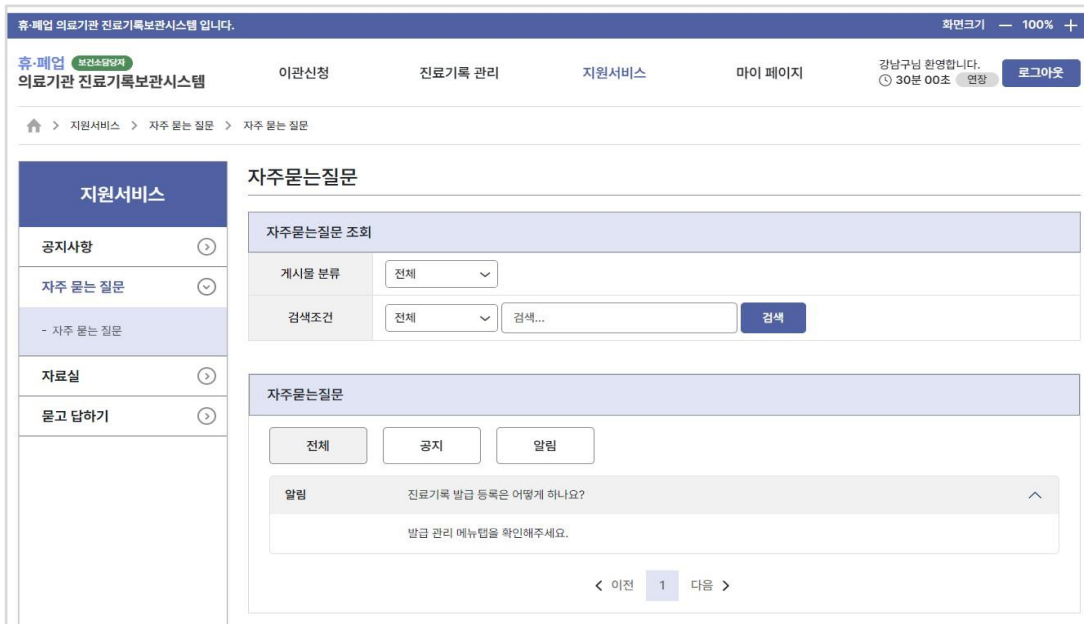 휴·폐업 의료기관 진료기록보관시스템 입니다.
화면크기 — 100% +
휴·폐업 보건소담당자
의료기관 진료기록보관시스템
이관신청 진료기록 관리 지원서비스 마이 페이지
강남구님 환영합니다.
30분 00초 연장
로그아웃
> 지원서비스 > 자주 묻는 질문 > 자주 묻는 질문
지원서비스
공지사항
자주 묻는 질문
- 자주 묻는 질문
자료실
묻고 답하기
자주묻는질문
자주묻는질문 조회
게시물 분류 전체
검색조건 전체 검색... 검색
자주묻는질문
전체 공지 알림
알림 진료기록 발급 등록은 어떻게 하나요?
발급 관리 메뉴탭을 확인해주세요.
이전 1 다음